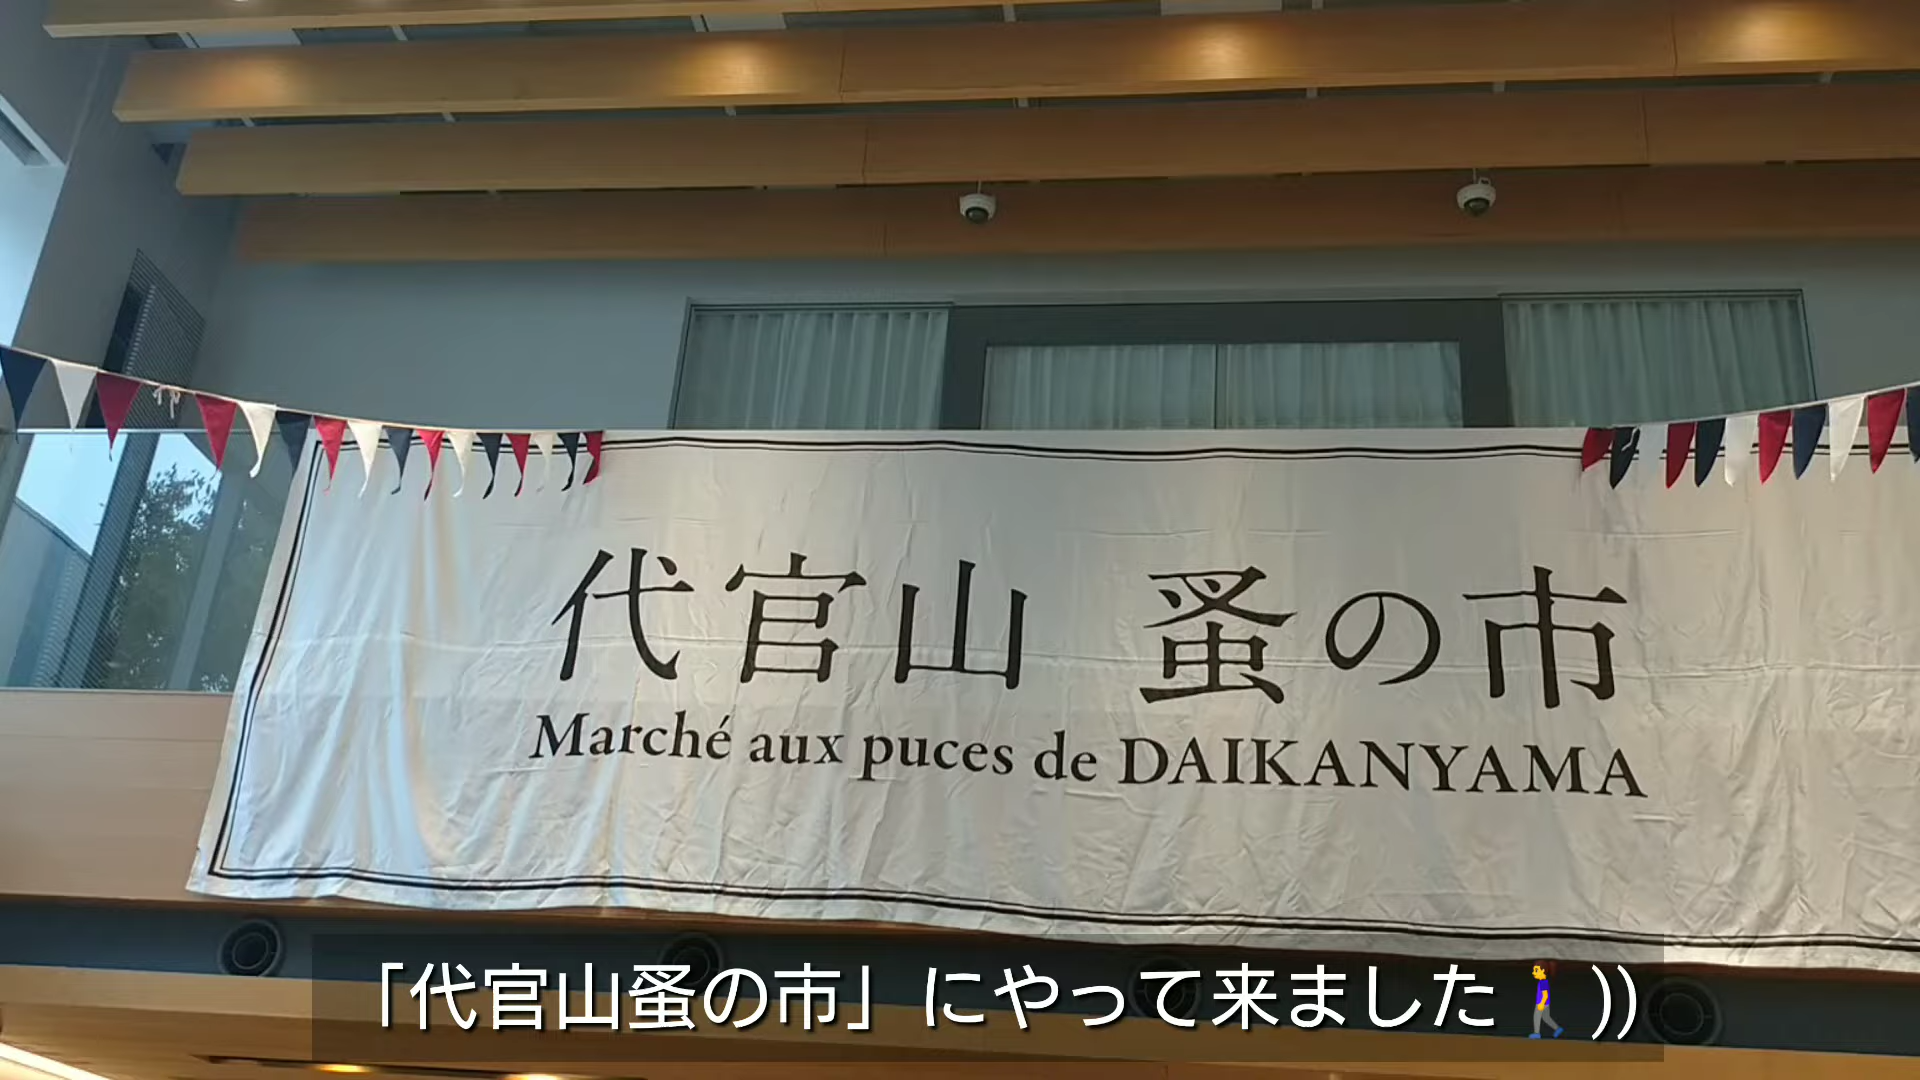 代官山 蚤の市
Marché aux puces de DAIKANYAMA
「代官山蚤の市」にやって来ました🚶‍♀️))